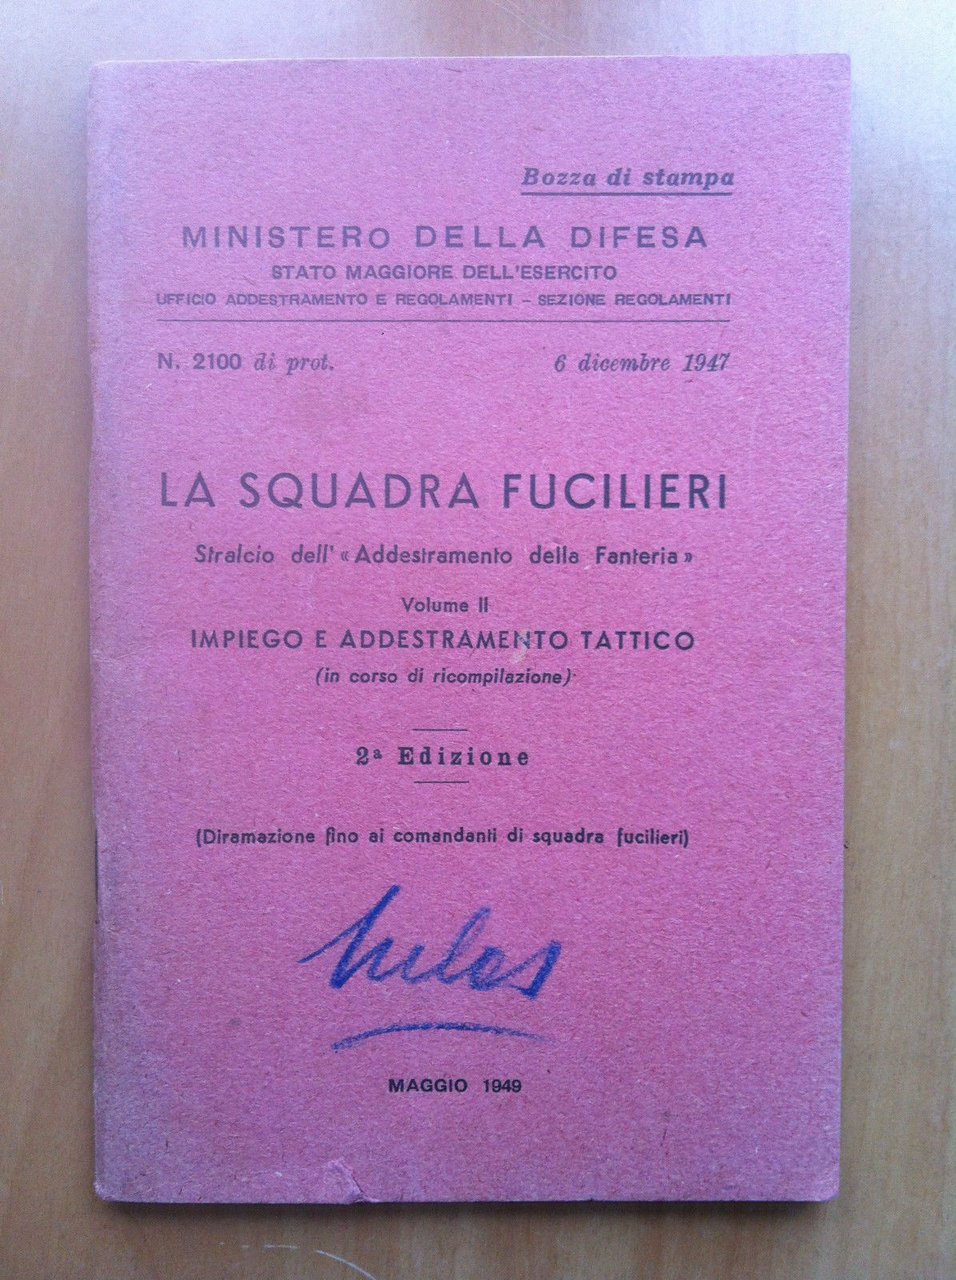 Bozza di stampa
MINISTERO DELLA DIFESA
STATO MAGGIORE DELL'ESERCITO
UFFICIO ADDESTRAMENTO E REGOLAMENTI - SEZIONE REGOLAMENTI
N. 2100 di prot. 6 dicembre 1947
LA SQUADRA FUCILIERI
Stralcio dell'« Addestramento della Fanteria »
Volume II
IMPIEGO E ADDESTRAMENTO TATTICO
(in corso di ricompilazione)
2ª Edizione
(Diramazione fino ai comandanti di squadra fucilieri)
MAGGIO 1949